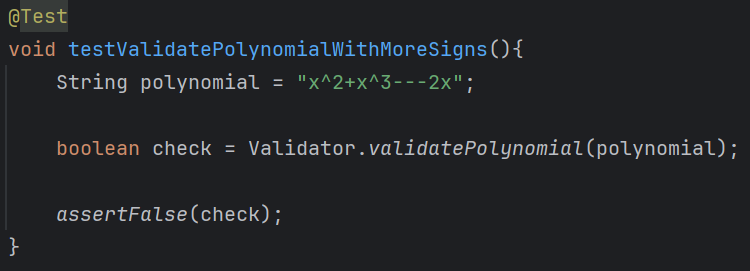 @Test
void testValidatePolynomialWithMoreSigns(){
String polynomial = "x^2+x^3---2x";
boolean check = Validator.validatePolynomial(polynomial);
assertFalse(check);
}